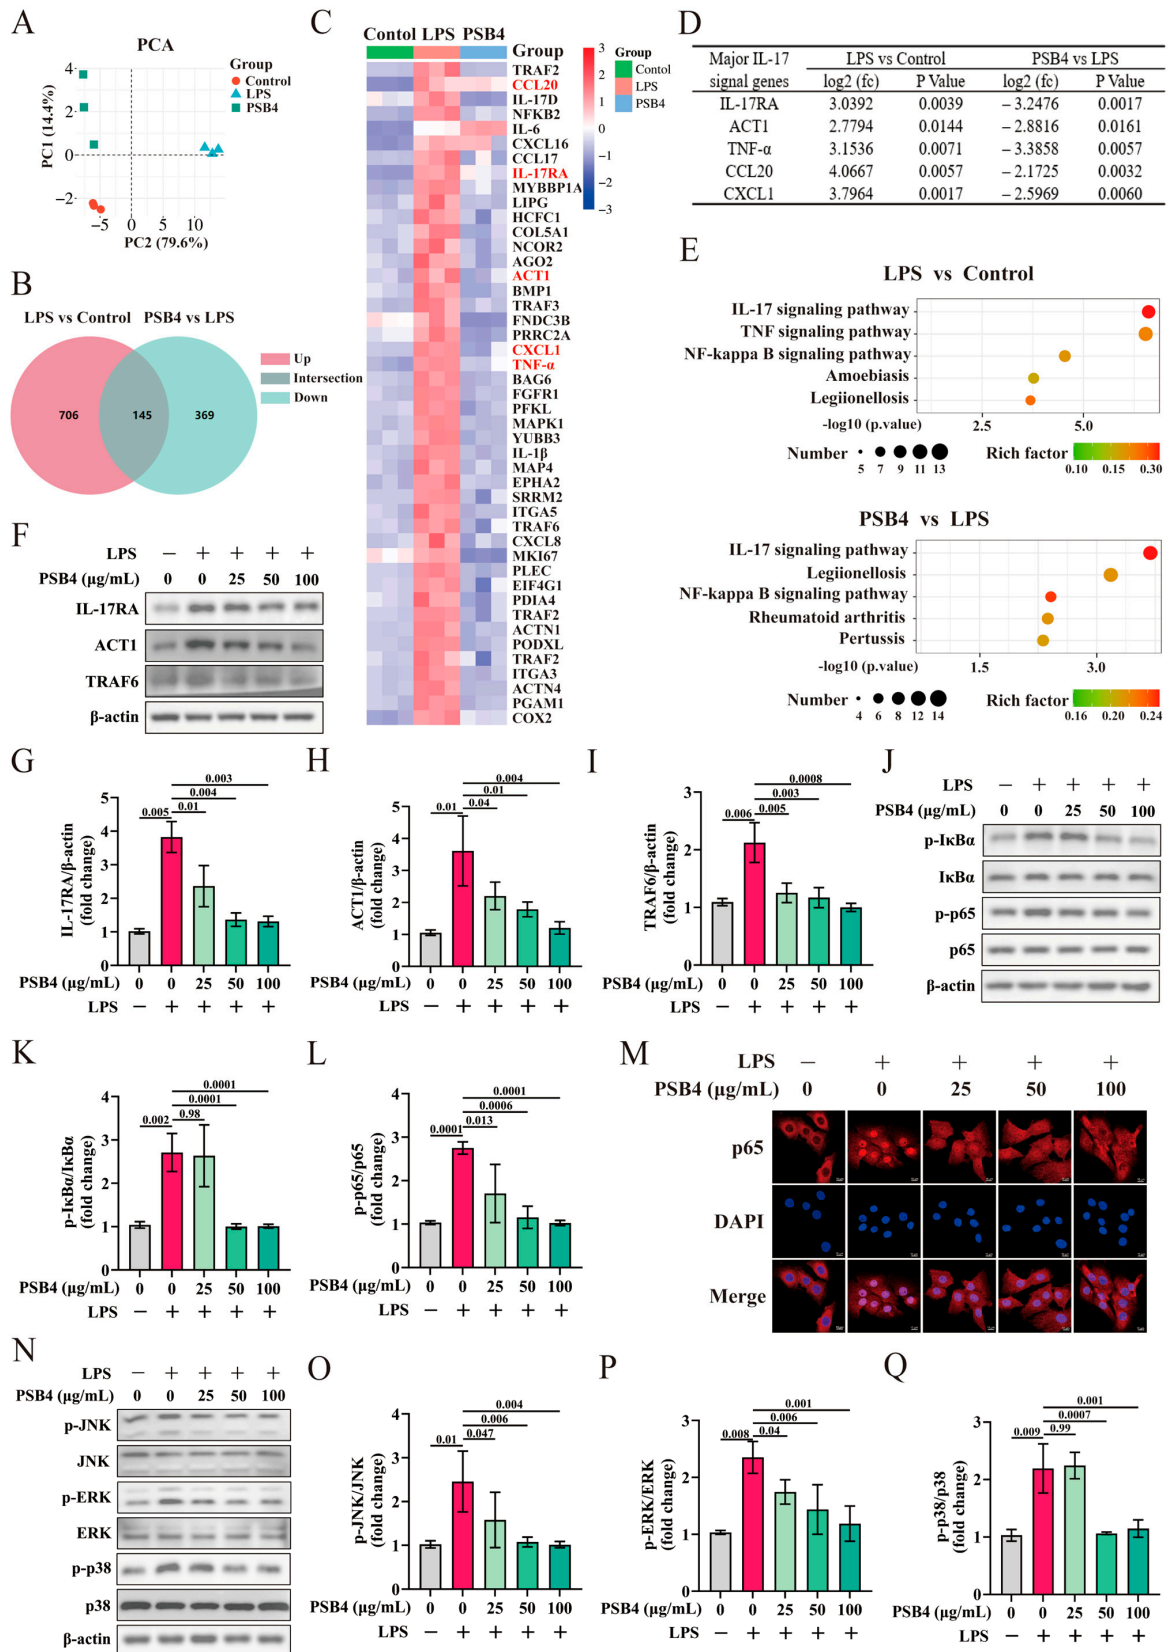 A
PCA
Group
Control
LPS
PSB4
4
2
0
−2
−5 0 5 10
PC1 (14.4%)
PC2 (79.6%)
B
LPS vs Control PSB4 vs LPS
706 145 369
Up
Intersection
Down
C
Contol LPS PSB4
Group
TRAF2
CCL20
IL-17D
NFKB2
IL-6
CXCL16
CCL17
IL-17RA
MYBBP1A
LIPG
HCFC1
COL5A1
NCOR2
AGO2
ACT1
BMP1
TRAF3
FNDC3B
PRRC2A
CXCL1
TNF-α
BAG6
FGFR1
PFKL
MAPK1
YUBB3
IL-1β
MAP4
EPHA2
SRRM2
ITGA5
TRAF6
CXCL8
MKI67
PLEC
EIF4G1
PDIA4
TRAF2
ACTN1
PODXL
TRAF2
ITGA3
ACTN4
PGAM1
COX2
3
2
1
0
−1
−2
−3
Group
Contol
LPS
PSB4
D
Major IL-17 LPS vs Control PSB4 vs LPS
signal genes log2 (fc) P Value log2 (fc) P Value
IL-17RA 3.0392 0.0039 −3.2476 0.0017
ACT1 2.7794 0.0144 −2.8816 0.0161
TNF-α 3.1536 0.0071 −3.3858 0.0057
CCL20 4.0667 0.0057 −2.1725 0.0032
CXCL1 3.7964 0.0017 −2.5969 0.0060
E
LPS vs Control
IL-17 signaling pathway
TNF signaling pathway
NF-kappa B signaling pathway
Amoebiasis
Legiionellosis
-log10 (p.value) 2.5 5.0
Number 5 7 9 11 13
Rich factor 0.10 0.15 0.30
PSB4 vs LPS
IL-17 signaling pathway
Legiionellosis
NF-kappa B signaling pathway
Rheumatoid arthritis
Pertussis
-log10 (p.value) 1.5 3.0
Number 4 6 8 12 14
Rich factor 0.16 0.20 0.24
F
LPS − + + + +
PSB4 (μg/mL) 0 0 25 50 100
IL-17RA
ACT1
TRAF6
β-actin
G
0.003
0.004
0.005 0.01
5
4
3
2
1
0
IL-17RA/β-actin
(fold change)
PSB4 (μg/mL) 0 0 25 50 100
LPS − + + + +
H
0.004
0.01
0.01 0.04
5
4
3
2
1
0
ACT1/β-actin
(fold change)
PSB4 (μg/mL) 0 0 25 50 100
LPS − + + + +
I
0.0008
0.003
0.006 0.005
3
2
1
0
TRAF6/β-actin
(fold change)
PSB4 (μg/mL) 0 0 25 50 100
LPS − + + + +
J
LPS − + + + +
PSB4 (μg/mL) 0 0 25 50 100
p-IκBα
IκBα
p-p65
p65
β-actin
K
0.0001
0.0001
0.002 0.98
4
3
2
1
0
p-IκBα/IκBα
(fold change)
PSB4 (μg/mL) 0 0 25 50 100
LPS − + + + +
L
0.0001
0.0006
0.0001 0.013
4
3
2
1
0
p-p65/p65
(fold change)
PSB4 (μg/mL) 0 0 25 50 100
LPS − + + + +
M
LPS − + + + +
PSB4 (μg/mL) 0 0 25 50 100
p65
DAPI
Merge
N
LPS − + + + +
PSB4 (μg/mL) 0 0 25 50 100
p-JNK
JNK
p-ERK
ERK
p-p38
p38
β-actin
O
0.004
0.006
0.01 0.047
4
3
2
1
0
p-JNK/JNK
(fold change)
PSB4 (μg/mL) 0 0 25 50 100
LPS − + + + +
P
0.001
0.006
0.008 0.04
3
2
1
0
p-ERK/ERK
(fold change)
PSB4 (μg/mL) 0 0 25 50 100
LPS − + + + +
Q
0.001
0.0007
0.009 0.99
3
2
1
0
p-p38/p38
(fold change)
PSB4 (μg/mL) 0 0 25 50 100
LPS − + + + +